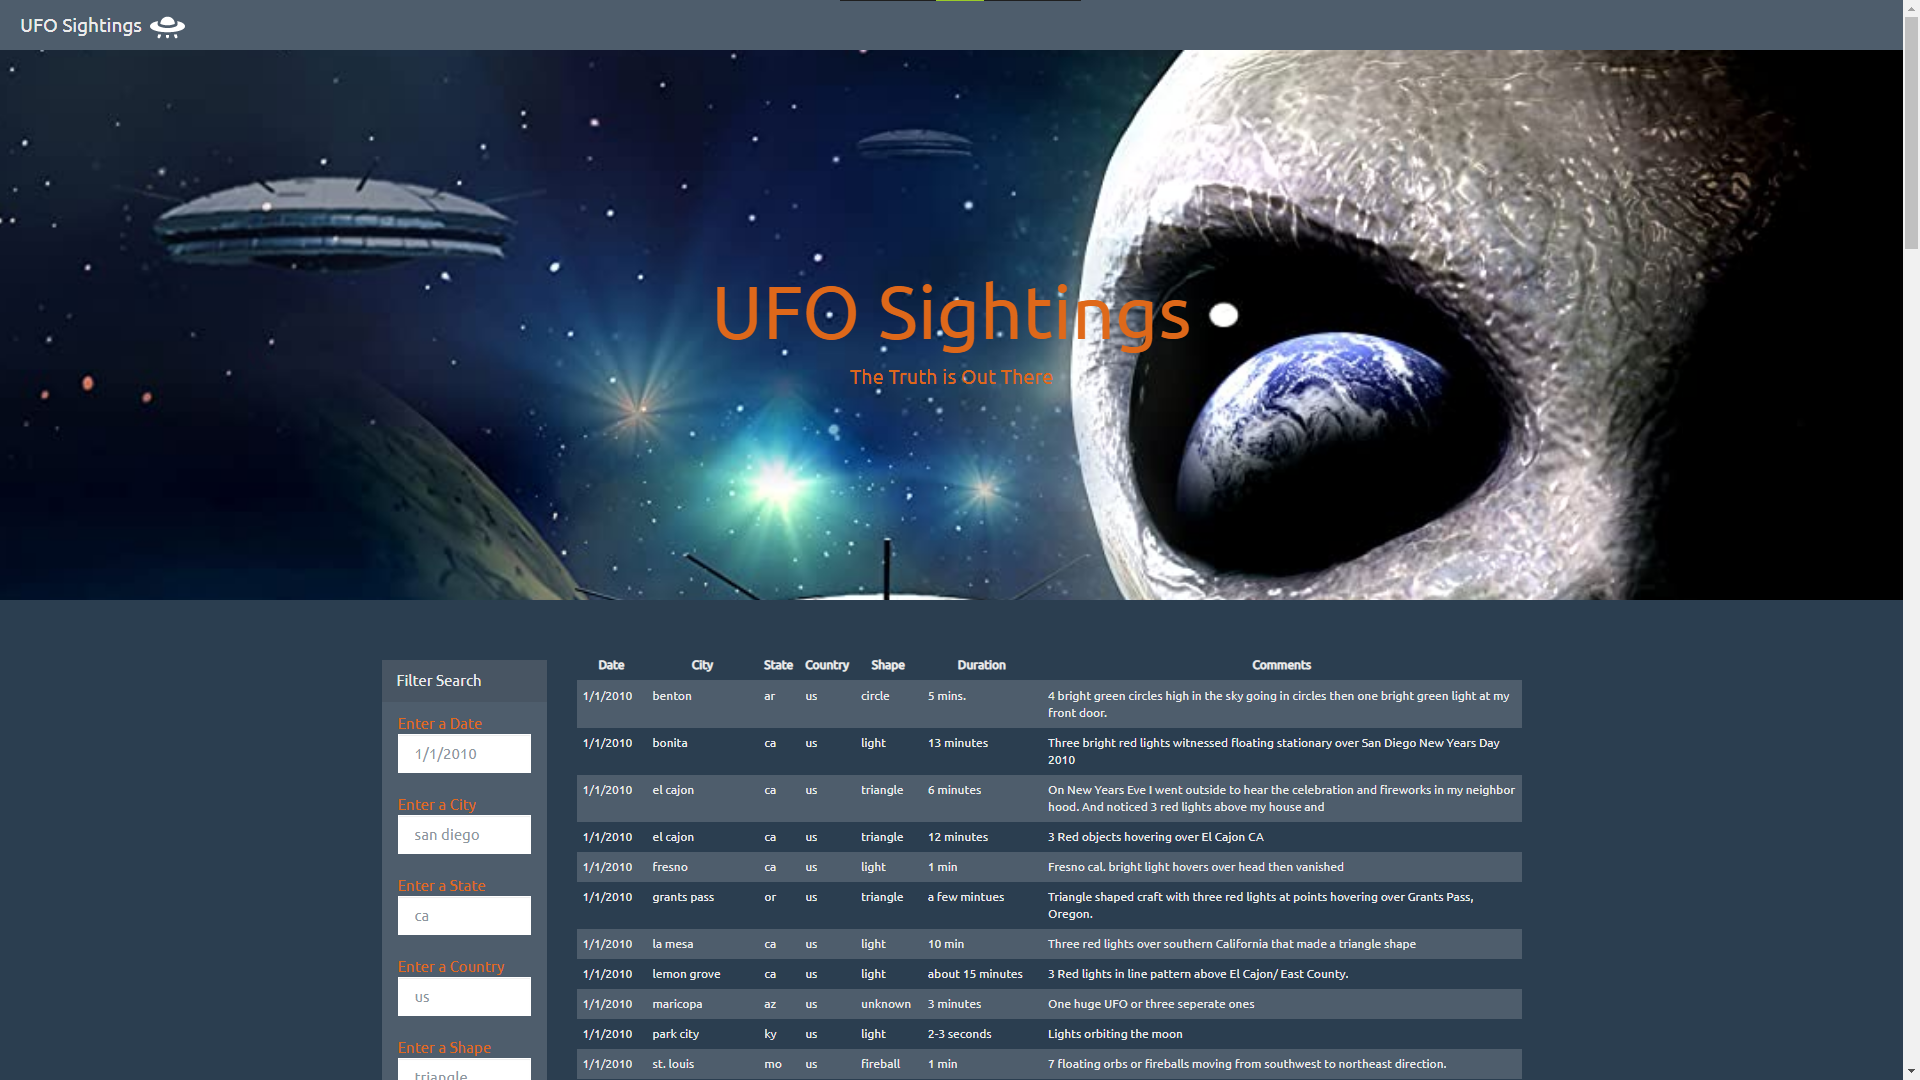 UFO Sightings
UFO Sightings
The Truth is Out There
Filter Search
Enter a Date
1/1/2010
Enter a City
san diego
Enter a State
ca
Enter a Country
us
Enter a Shape
triangle
Date City State Country Shape Duration Comments
1/1/2010 benton ar us circle 5 mins. 4 bright green circles high in the sky going in circles then one bright green light at my
front door.
1/1/2010 bonita ca us light 13 minutes Three bright red lights witnessed floating stationary over San Diego New Years Day
2010
1/1/2010 el cajon ca us triangle 6 minutes On New Years Eve I went outside to hear the celebration and fireworks in my neighbor
hood. And noticed 3 red lights above my house and
1/1/2010 el cajon ca us triangle 12 minutes 3 Red objects hovering over El Cajon CA
1/1/2010 fresno ca us light 1 min Fresno cal. bright light hovers over head then vanished
1/1/2010 grants pass or us triangle a few mintues Triangle shaped craft with three red lights at points hovering over Grants Pass,
Oregon.
1/1/2010 la mesa ca us light 10 min Three red lights over southern California that made a triangle shape
1/1/2010 lemon grove ca us light about 15 minutes 3 Red lights in line pattern above El Cajon/ East County.
1/1/2010 maricopa az us unknown 3 minutes One huge UFO or three seperate ones
1/1/2010 park city ky us light 2-3 seconds Lights orbiting the moon
1/1/2010 st. louis mo us fireball 1 min 7 floating orbs or fireballs moving from southwest to northeast direction.